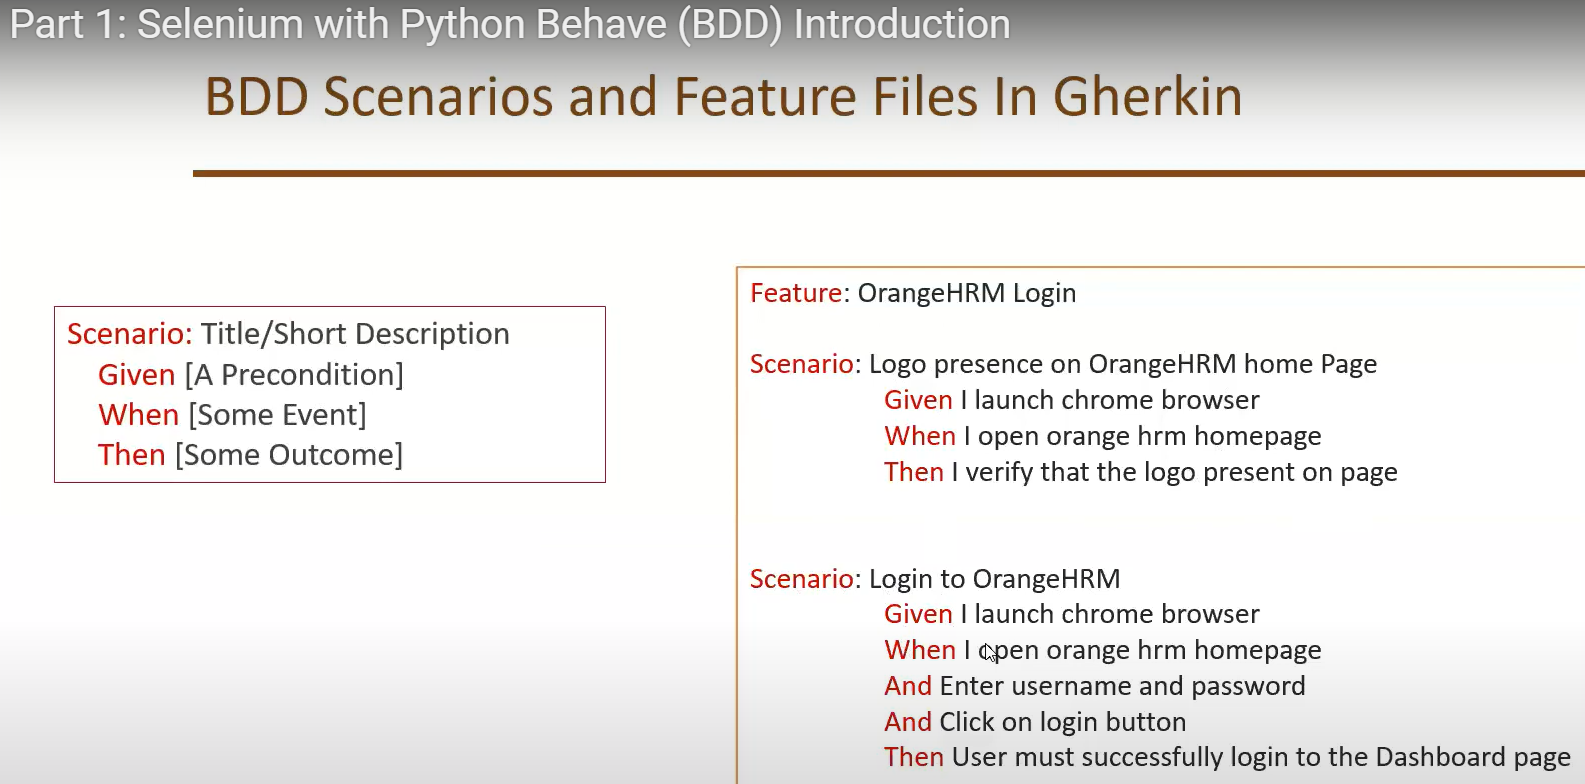 Part 1: Selenium with Python Behave (BDD) Introduction
BDD Scenarios and Feature Files In Gherkin
Scenario: Title/Short Description
Given [A Precondition]
When [Some Event]
Then [Some Outcome]
Feature: OrangeHRM Login
Scenario: Logo presence on OrangeHRM home Page
Given I launch chrome browser
When I open orange hrm homepage
Then I verify that the logo present on page
Scenario: Login to OrangeHRM
Given I launch chrome browser
When I open orange hrm homepage
And Enter username and password
And Click on login button
Then User must successfully login to the Dashboard page